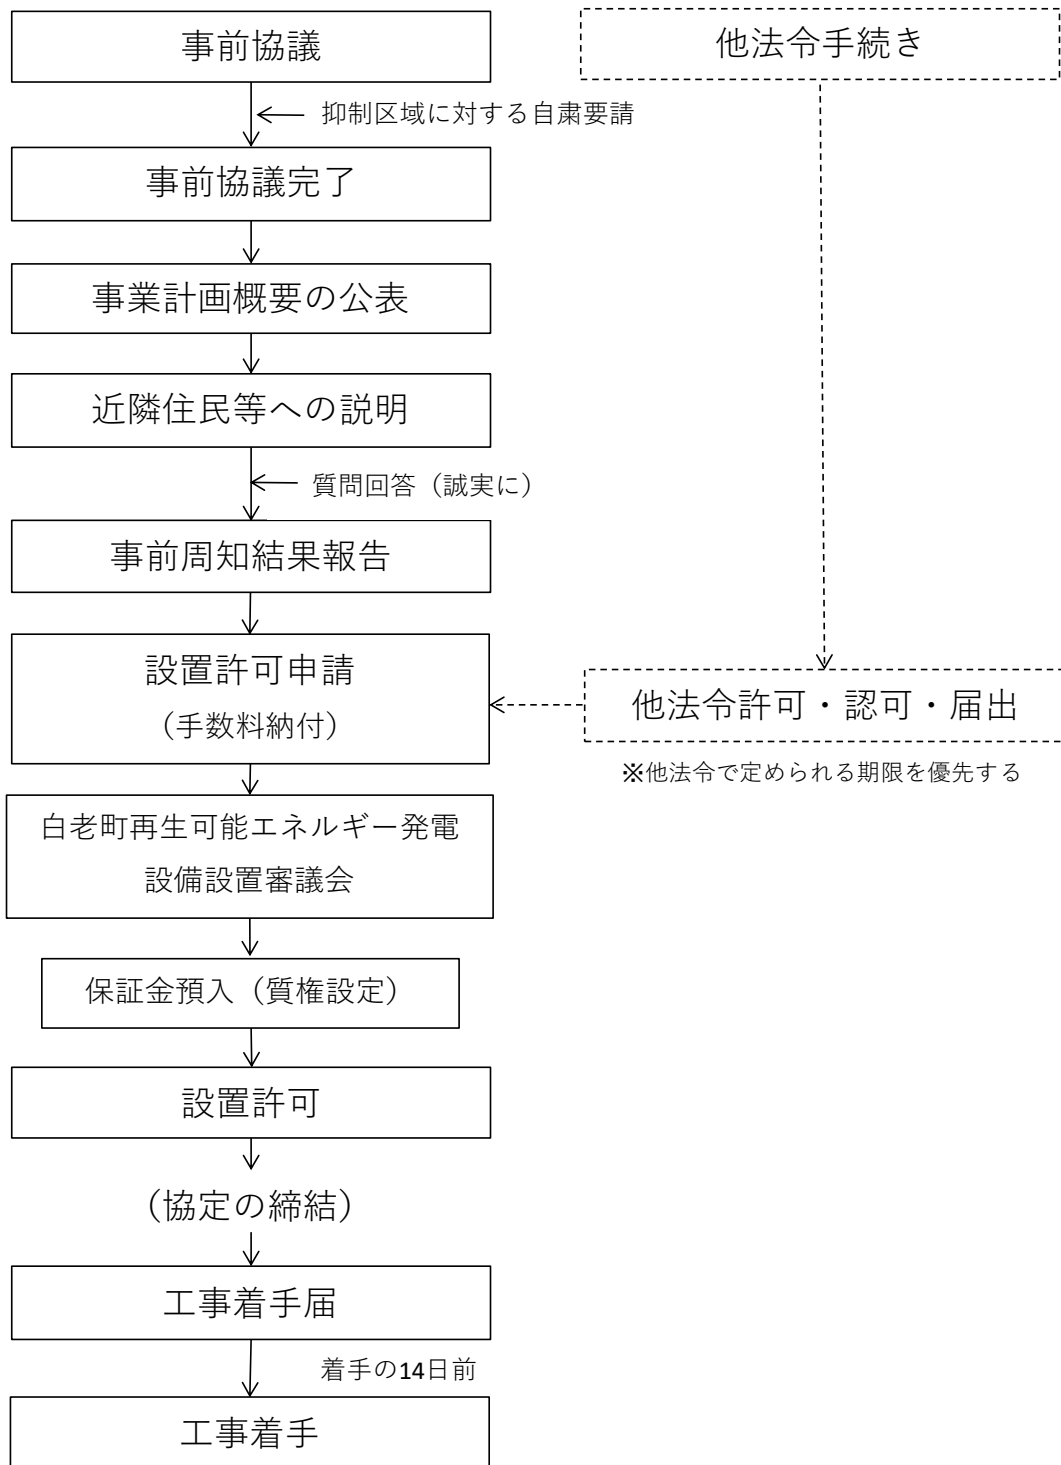 事前協議
他法令手続き
抑制区域に対する自粛要請
事前協議完了
事業計画概要の公表
近隣住民等への説明
質問回答（誠実に）
事前周知結果報告
設置許可申請
（手数料納付）
他法令許可・認可・届出
※他法令で定められる期限を優先する
白老町再生可能エネルギー発電
設備設置審議会
保証金預入（質権設定）
設置許可
（協定の締結）
工事着手届
着手の14日前
工事着手